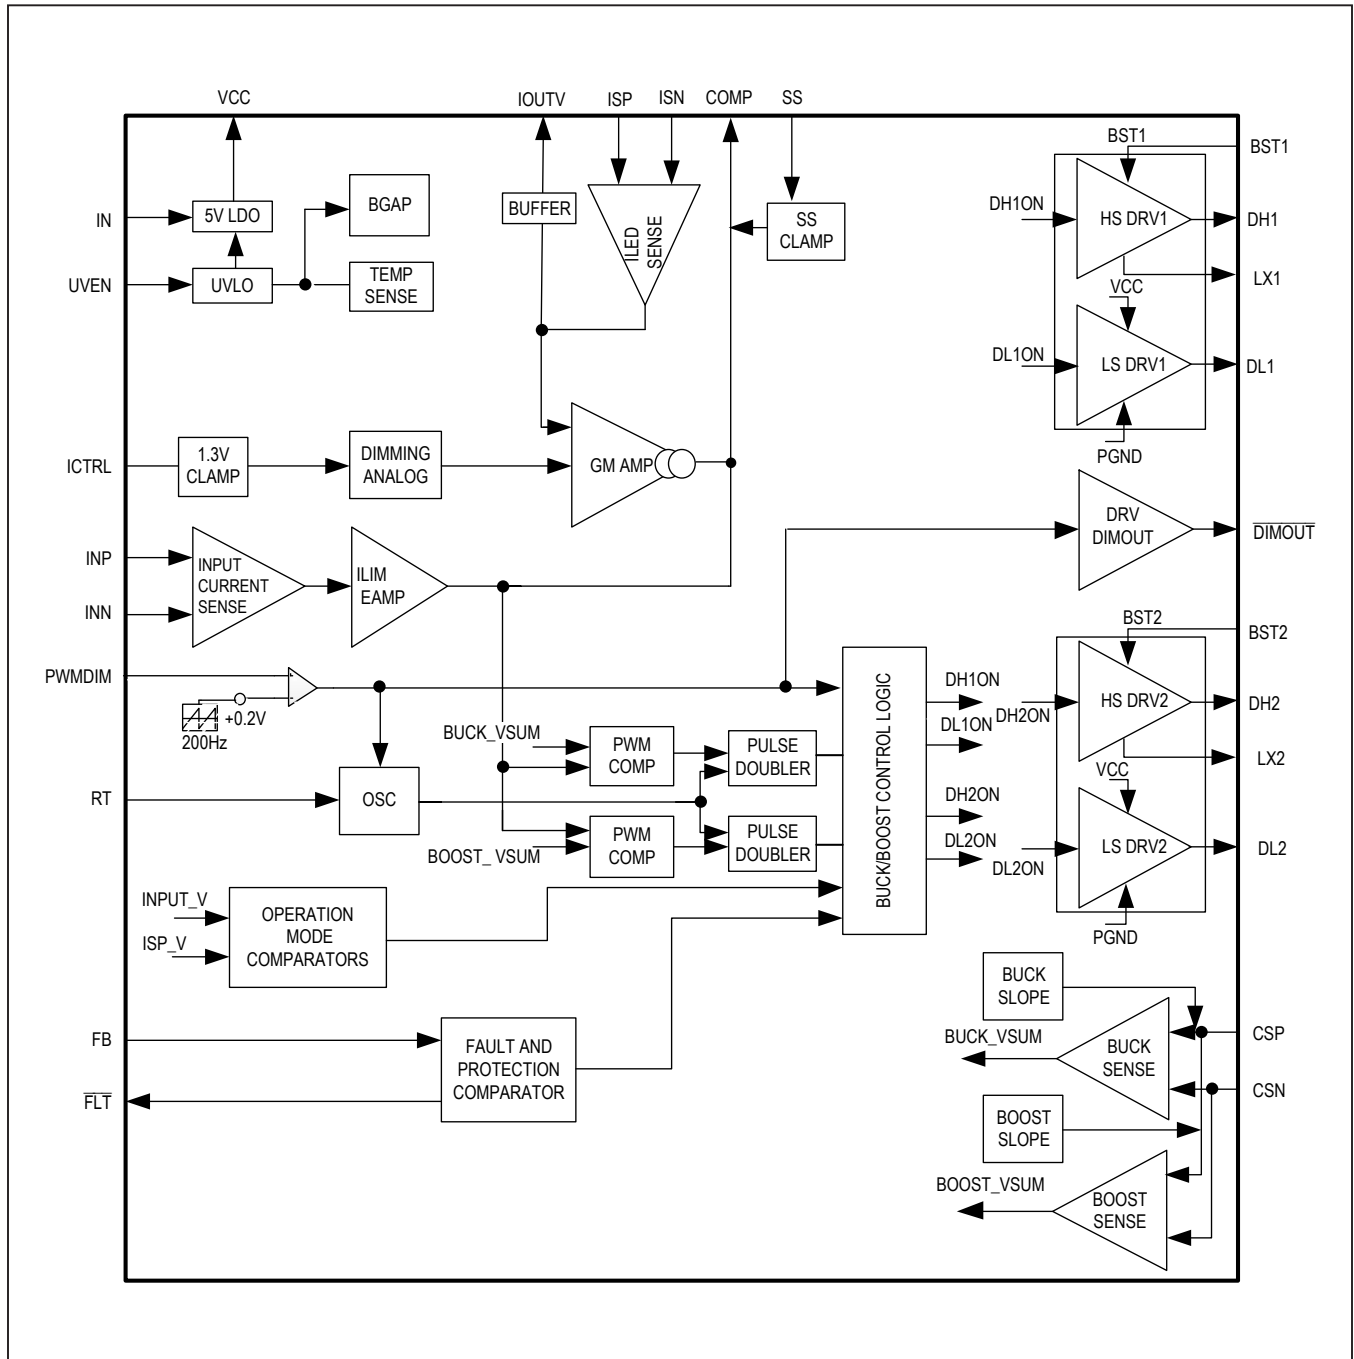 VCC
IOUTV
ISP
ISN
COMP
SS
BST1
BST1
IN
5V LDO
BGAP
BUFFER
ILED
SENSE
SS
CLAMP
DH1ON
HS DRV1
DH1
UVEN
UVLO
TEMP
SENSE
LX1
VCC
DL1ON
LS DRV1
DL1
PGND
ICTRL
1.3V
CLAMP
DIMMING
ANALOG
GM AMP
DRV
DIMOUT
DIMOUT
INP
INN
INPUT
CURRENT
SENSE
ILIM
EAMP
BST2
BST2
PWMDIM
+0.2V
200Hz
BUCK_VSUM
PWM
COMP
PULSE
DOUBLER
BUCK/BOOST CONTROL LOGIC
DH1ON
DL1ON
DH2ON
DL2ON
DH2ON
HS DRV2
DH2
LX2
VCC
RT
OSC
BOOST_ VSUM
PWM
COMP
PULSE
DOUBLER
DL2ON
LS DRV2
DL2
PGND
INPUT_V
ISP_V
OPERATION
MODE
COMPARATORS
BUCK
SLOPE
FB
FLT
FAULT AND
PROTECTION
COMPARATOR
BUCK_VSUM
BUCK
SENSE
CSP
CSN
BOOST
SLOPE
BOOST_VSUM
BOOST
SENSE